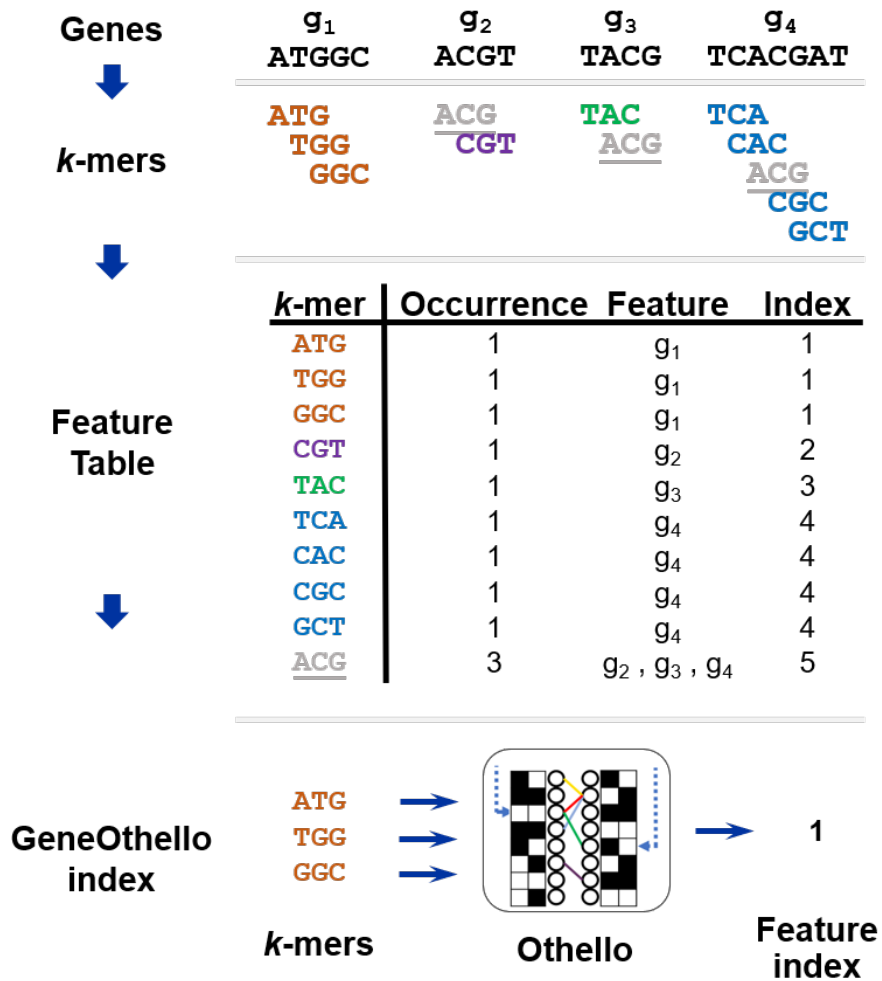 Genes
g1 g2 g3 g4
ATGGC ACGT TACG TCACGAT
k-mers
ATG ACG TAC TCA
TGG CGT ACG CAC
GGC ACG
CGC
GCT
Feature Table
k-mer Occurrence Feature Index
ATG 1 g1 1
TGG 1 g1 1
GGC 1 g1 1
CGT 1 g2 2
TAC 1 g3 3
TCA 1 g4 4
CAC 1 g4 4
CGC 1 g4 4
GCT 1 g4 4
ACG 3 g2 , g3 , g4 5
GeneOthello
index
ATG
TGG 1
GGC
k-mers Othello Feature
index